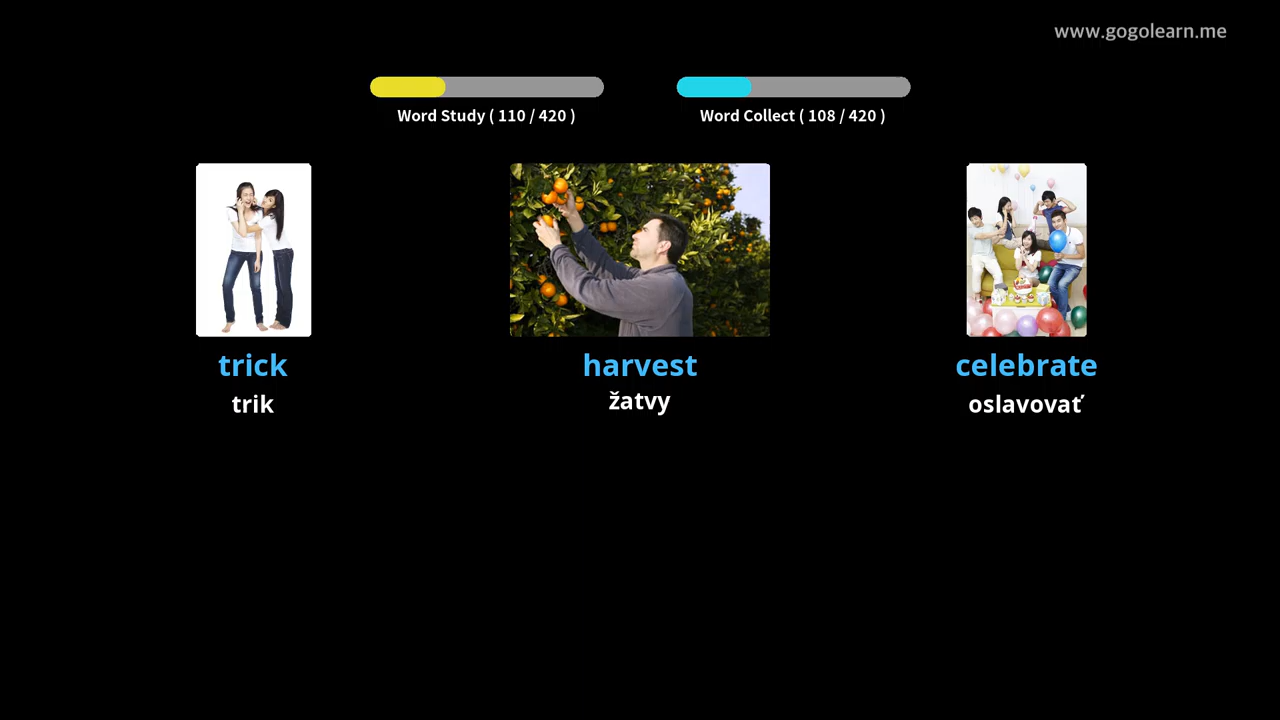 www.gogolearn.me
Word Study ( 110 / 420 )
Word Collect ( 108 / 420 )
trick
harvest
celebrate
trik
žatvy
oslavovať